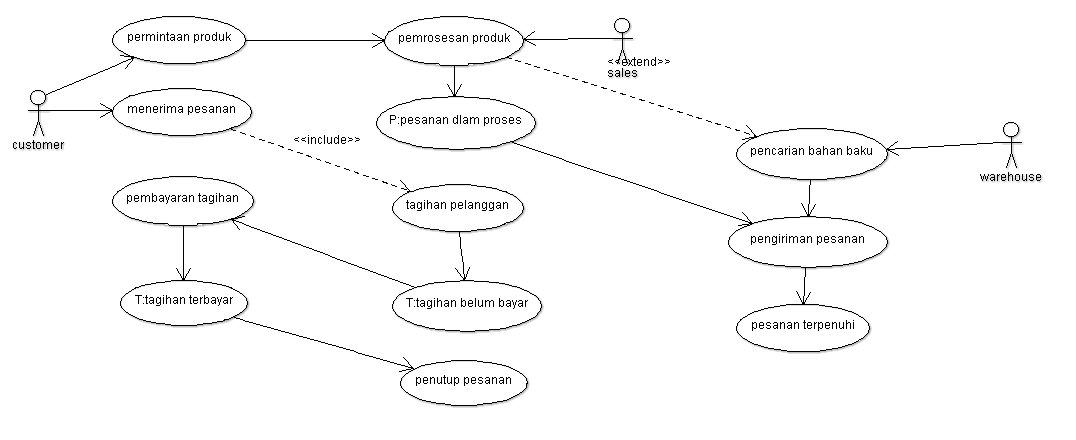 permintaan produk
pemrosesan produk
<<extend>>
sales
customer
menerima pesanan
P:pesanan dlam proses
<<include>>
pencarian bahan baku
warehouse
pembayaran tagihan
tagihan pelanggan
pengiriman pesanan
T:tagihan terbayar
T:tagihan belum bayar
pesanan terpenuhi
penutup pesanan